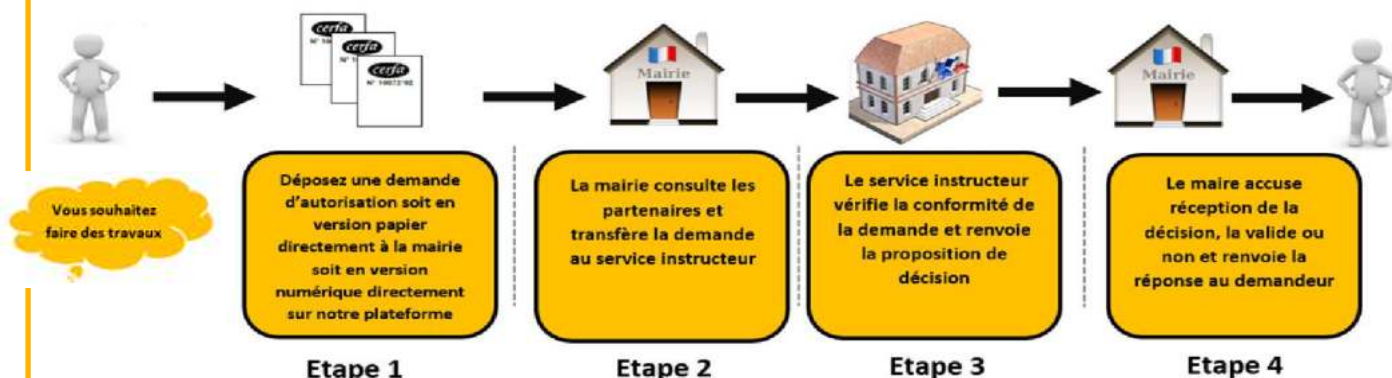 cerfa
cerfa
cerfa
Mairie
Mairie
Vous souhaitez
faire des travaux
Déposez une demande
d'autorisation soit en
version papier
directement à la mairie
soit en version
numérique directement
sur notre plateforme
La mairie consulte les
partenaires et
transfère la demande
au service instructeur
Le service instructeur
vérifie la conformité de
la demande et renvoie
la proposition de
décision
Le maire accuse
réception de la
décision, la valide ou
non et renvoie la
réponse au demandeur
Etape 1
Etape 2
Etape 3
Etape 4